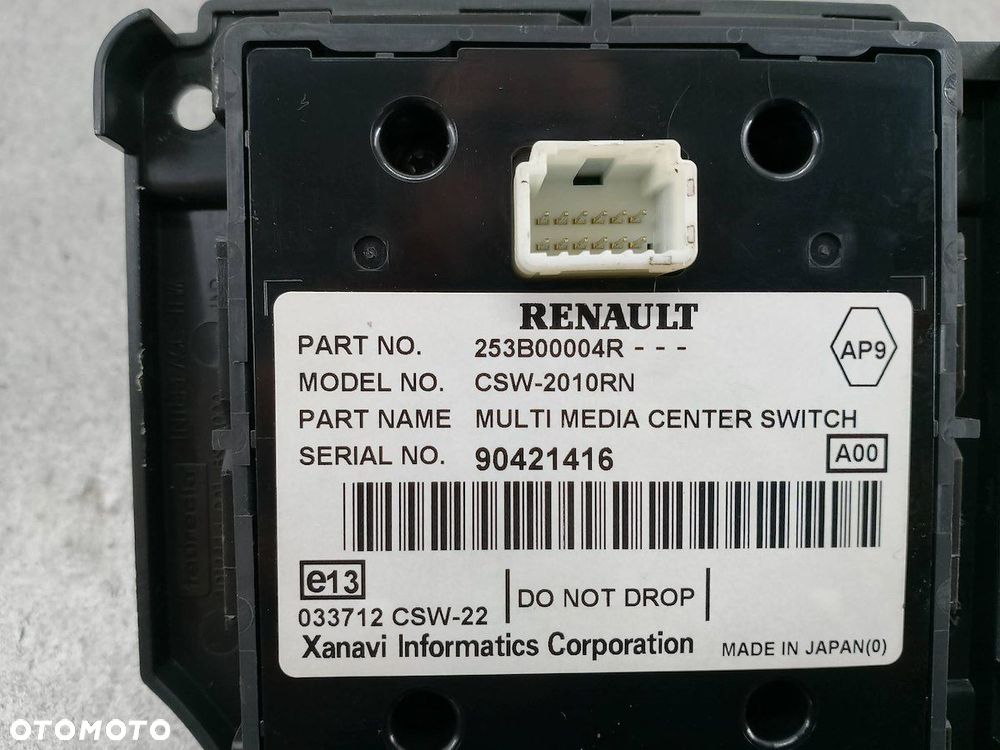 RENAULT
PART NO. 253B00004R - - -
AP9
MODEL NO. CSW-2010RN
PART NAME MULTI MEDIA CENTER SWITCH
SERIAL NO. 90421416
A00
e13
DO NOT DROP
033712 CSW-22
Xanavi Informatics Corporation MADE IN JAPAN(0)
OTOMOTO